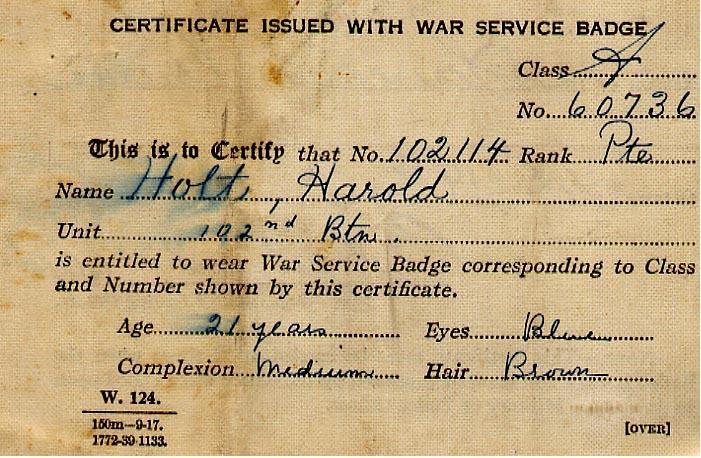 CERTIFICATE ISSUED WITH WAR SERVICE BADGE
Class A
No. 60736
This is to Certify that No. 102114 Rank Pte
Name Holt, Harold
Unit 102nd Btn.
is entitled to wear War Service Badge corresponding to Class
and Number shown by this certificate.
Age 21 years Eyes Blue
Complexion Medium Hair Brown
W. 124.
150m—9-17.
1772-39-1133.
[OVER]